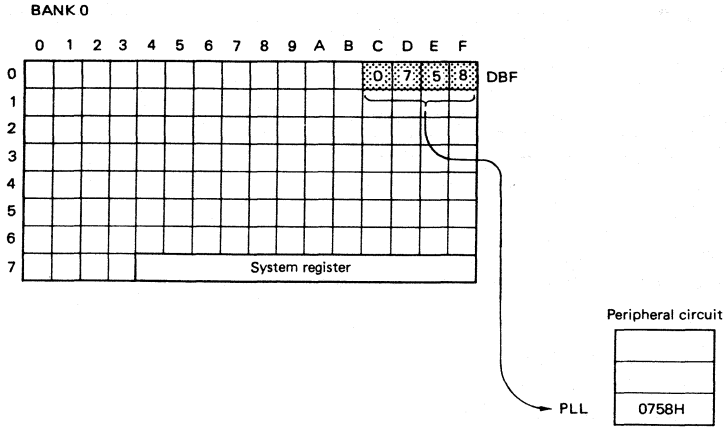 BANK 0
0 1 2 3 4 5 6 7 8 9 A B C D E F
0 0 7 5 8 DBF
1
2
3
4
5
6
7 System register
Peripheral circuit
PLL 0758H